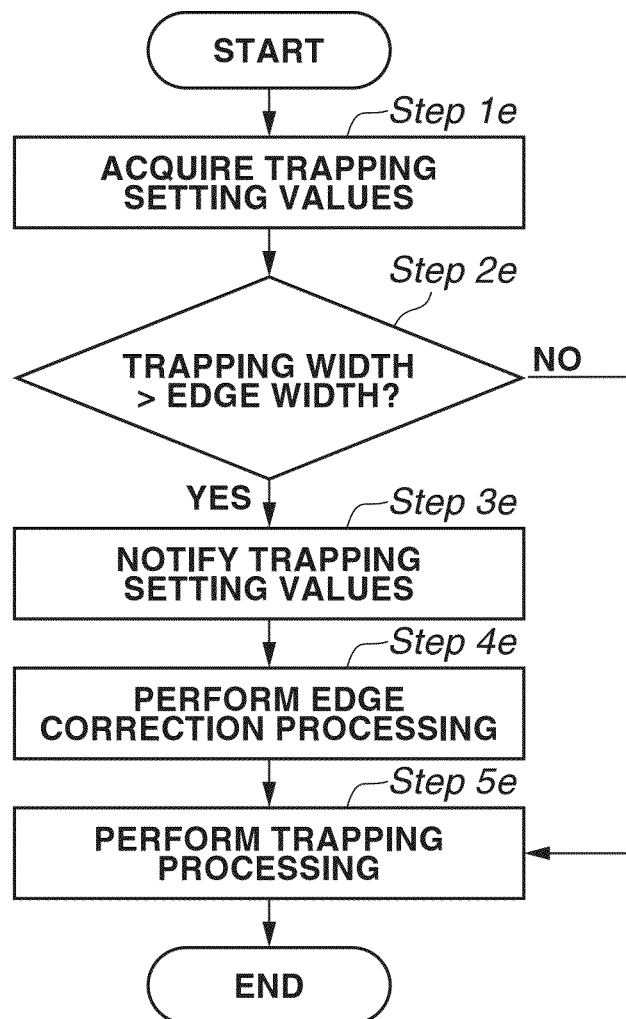 START
Step 1e
ACQUIRE TRAPPING
SETTING VALUES
Step 2e
TRAPPING WIDTH
> EDGE WIDTH?
NO
YES
Step 3e
NOTIFY TRAPPING
SETTING VALUES
Step 4e
PERFORM EDGE
CORRECTION PROCESSING
Step 5e
PERFORM TRAPPING
PROCESSING
END